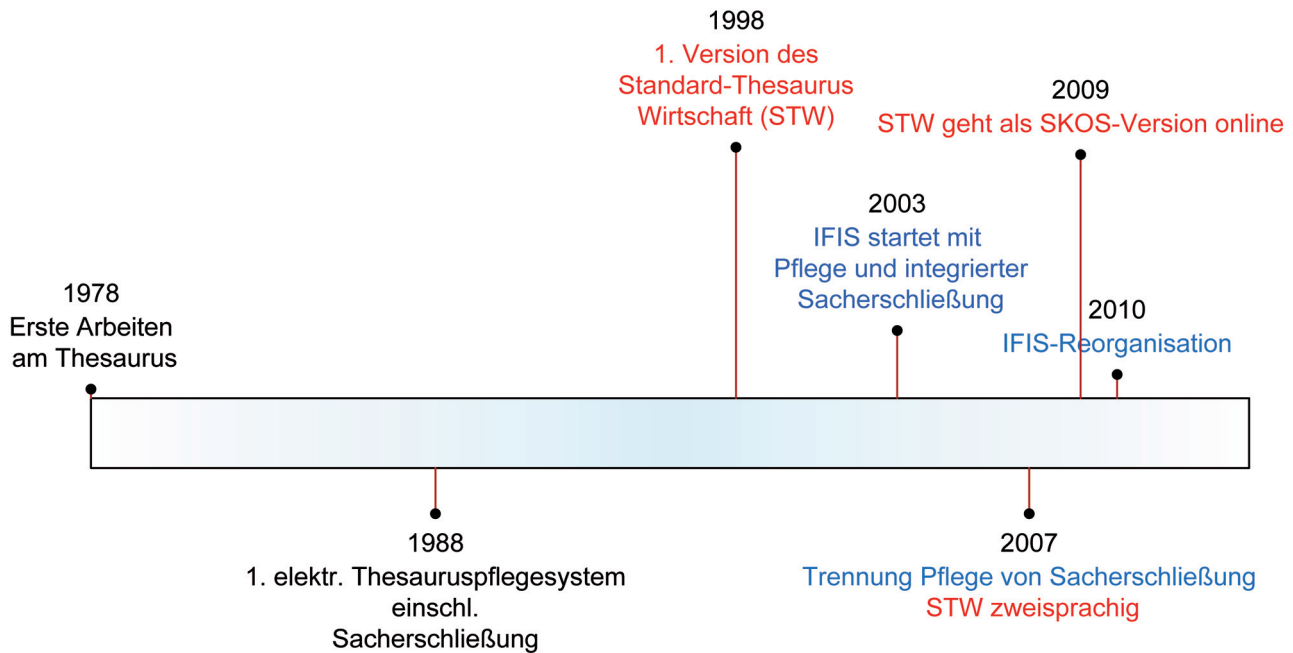 1978
Erste Arbeiten
am Thesaurus
1988
1. elektr. Thesauruspflegesystem
einschl.
Sacherschließung
1998
1. Version des
Standard-Thesaurus
Wirtschaft (STW)
2003
IFIS startet mit
Pflege und integrierter
Sacherschließung
2007
Trennung Pflege von Sacherschließung
STW zweisprachig
2009
STW geht als SKOS-Version online
2010
IFIS-Reorganisation